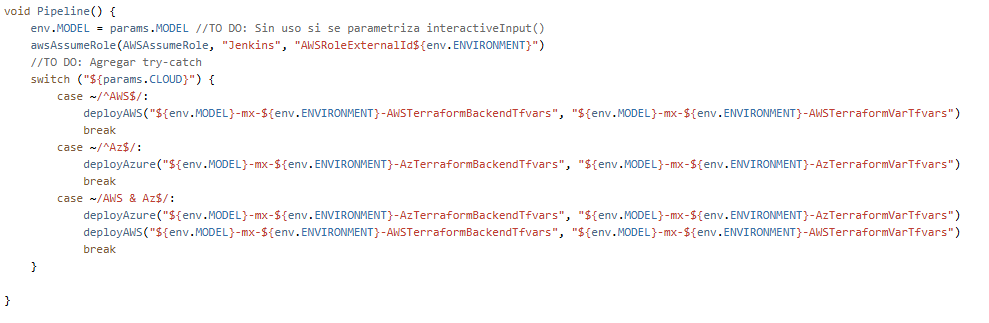 void Pipeline() {
    env.MODEL = params.MODEL //TO DO: Sin uso si se parametriza interactiveInput()
    awsAssumeRole(AWSAssumeRole, "Jenkins", "AWSRoleExternalId${env.ENVIRONMENT}")
    //TO DO: Agregar try-catch
    switch ("${params.CLOUD}") {
        case ~/^AWS$/:
            deployAWS("${env.MODEL}-mx-${env.ENVIRONMENT}-AWSTerraformBackendTfvars", "${env.MODEL}-mx-${env.ENVIRONMENT}-AWSTerraformVarTfvars")
            break
        case ~/^Az$/:
            deployAzure("${env.MODEL}-mx-${env.ENVIRONMENT}-AzTerraformBackendTfvars", "${env.MODEL}-mx-${env.ENVIRONMENT}-AzTerraformVarTfvars")
            break
        case ~/AWS & Az$/:
            deployAzure("${env.MODEL}-mx-${env.ENVIRONMENT}-AzTerraformBackendTfvars", "${env.MODEL}-mx-${env.ENVIRONMENT}-AzTerraformVarTfvars")
            deployAWS("${env.MODEL}-mx-${env.ENVIRONMENT}-AWSTerraformBackendTfvars", "${env.MODEL}-mx-${env.ENVIRONMENT}-AWSTerraformVarTfvars")
            break
    }

}